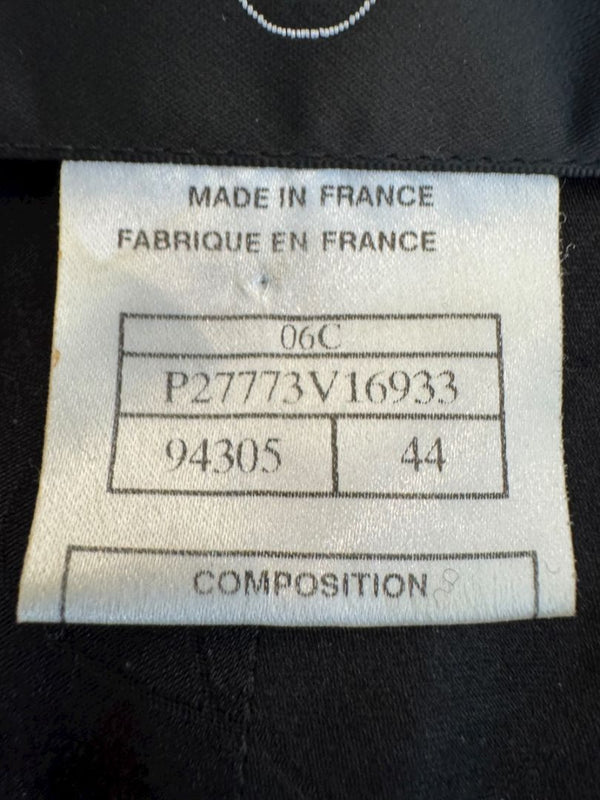 MADE IN FRANCE
FABRIQUE EN FRANCE
06C
P27773V16933
94305 44
COMPOSITION